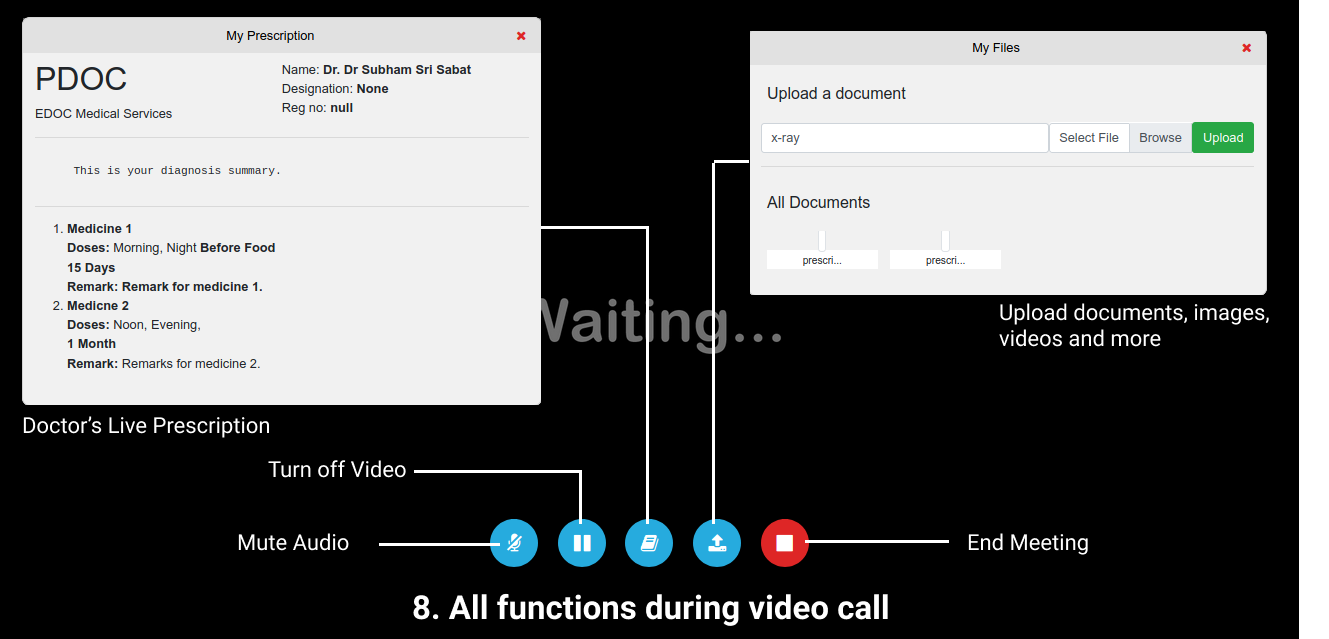 My Prescription
PDOC
EDOC Medical Services
Name: Dr. Dr Subham Sri Sabat
Designation: None
Reg no: null
This is your diagnosis summary.
1. Medicine 1
Doses: Morning, Night Before Food
15 Days
Remark: Remark for medicine 1.
2. Medicne 2
Doses: Noon, Evening,
1 Month
Remark: Remarks for medicine 2.
Doctor’s Live Prescription
My Files
Upload a document
x-ray
Select File
Browse
Upload
All Documents
prescri...
prescri...
Upload documents, images,
videos and more
Waiting...
Turn off Video
Mute Audio
End Meeting
8. All functions during video call